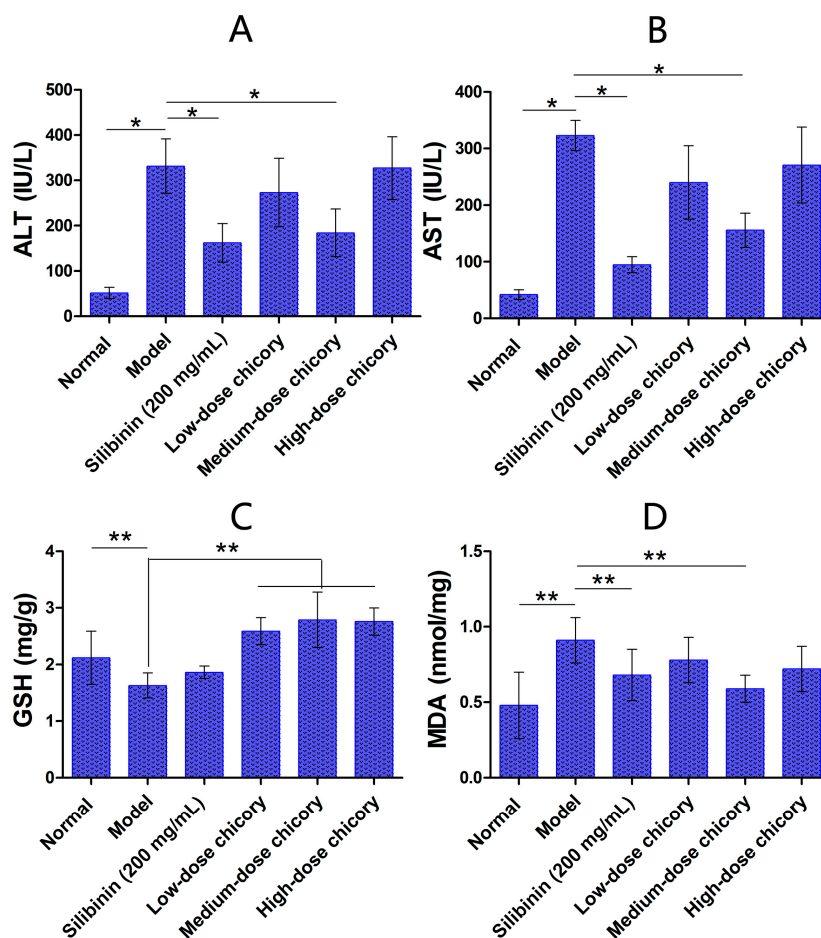 A
ALT (IU/L)
500
400
300
200
100
0
*
*
*
Normal
Model
Silibinin (200 mg/mL)
Low-dose chicory
Medium-dose chicory
High-dose chicory
B
AST (IU/L)
400
300
200
100
0
*
*
*
Normal
Model
Silibinin (200 mg/mL)
Low-dose chicory
Medium-dose chicory
High-dose chicory
C
GSH (mg/g)
4
3
2
1
0
**
**
Normal
Model
Silibinin (200 mg/mL)
Low-dose chicory
Medium-dose chicory
High-dose chicory
D
MDA (nmol/mg)
1.5
1.0
0.5
0.0
**
**
**
Normal
Model
Silibinin (200 mg/mL)
Low-dose chicory
Medium-dose chicory
High-dose chicory